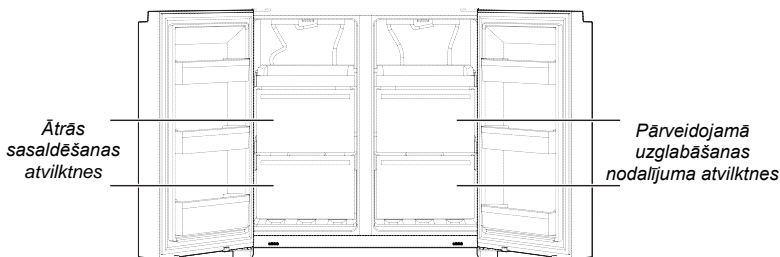 Ātrās
sasaldēšanas
atvilktnes
Pārveidojamā
uzglabāšanas
nodalījuma atvilktnes